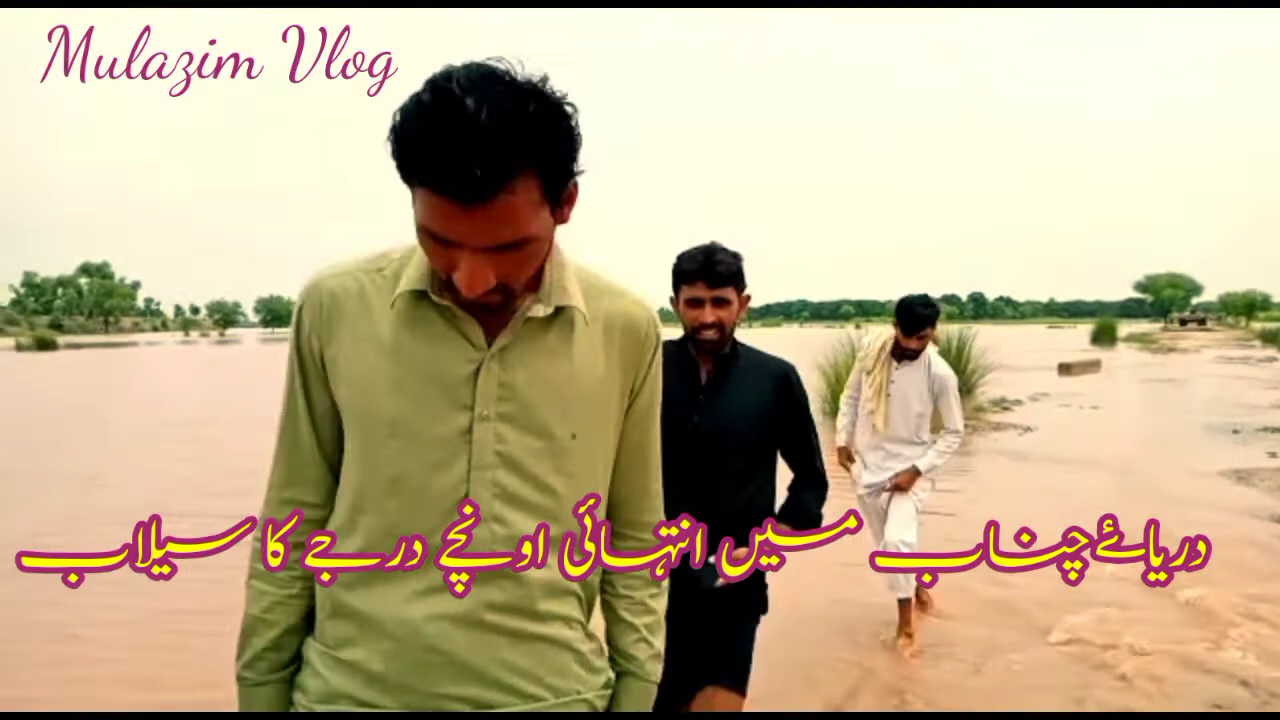 Mulazim Vlog
دریائے چناب میں انتہائی اونچے درجے کا سیلاب